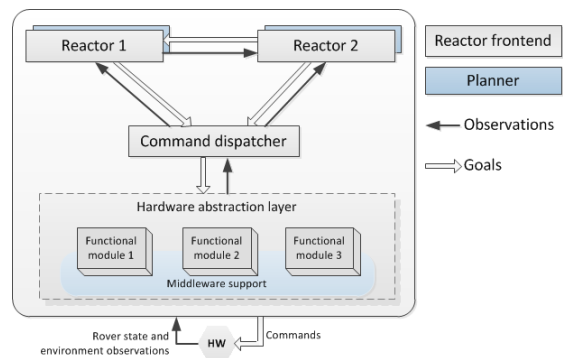 Reactor 1
Reactor 2
Reactor frontend
Planner
Observations
Goals
Command dispatcher
Hardware abstraction layer
Functional
module 1
Functional
module 2
Functional
module 3
Middleware support
Rover state and
environment observations
HW
Commands